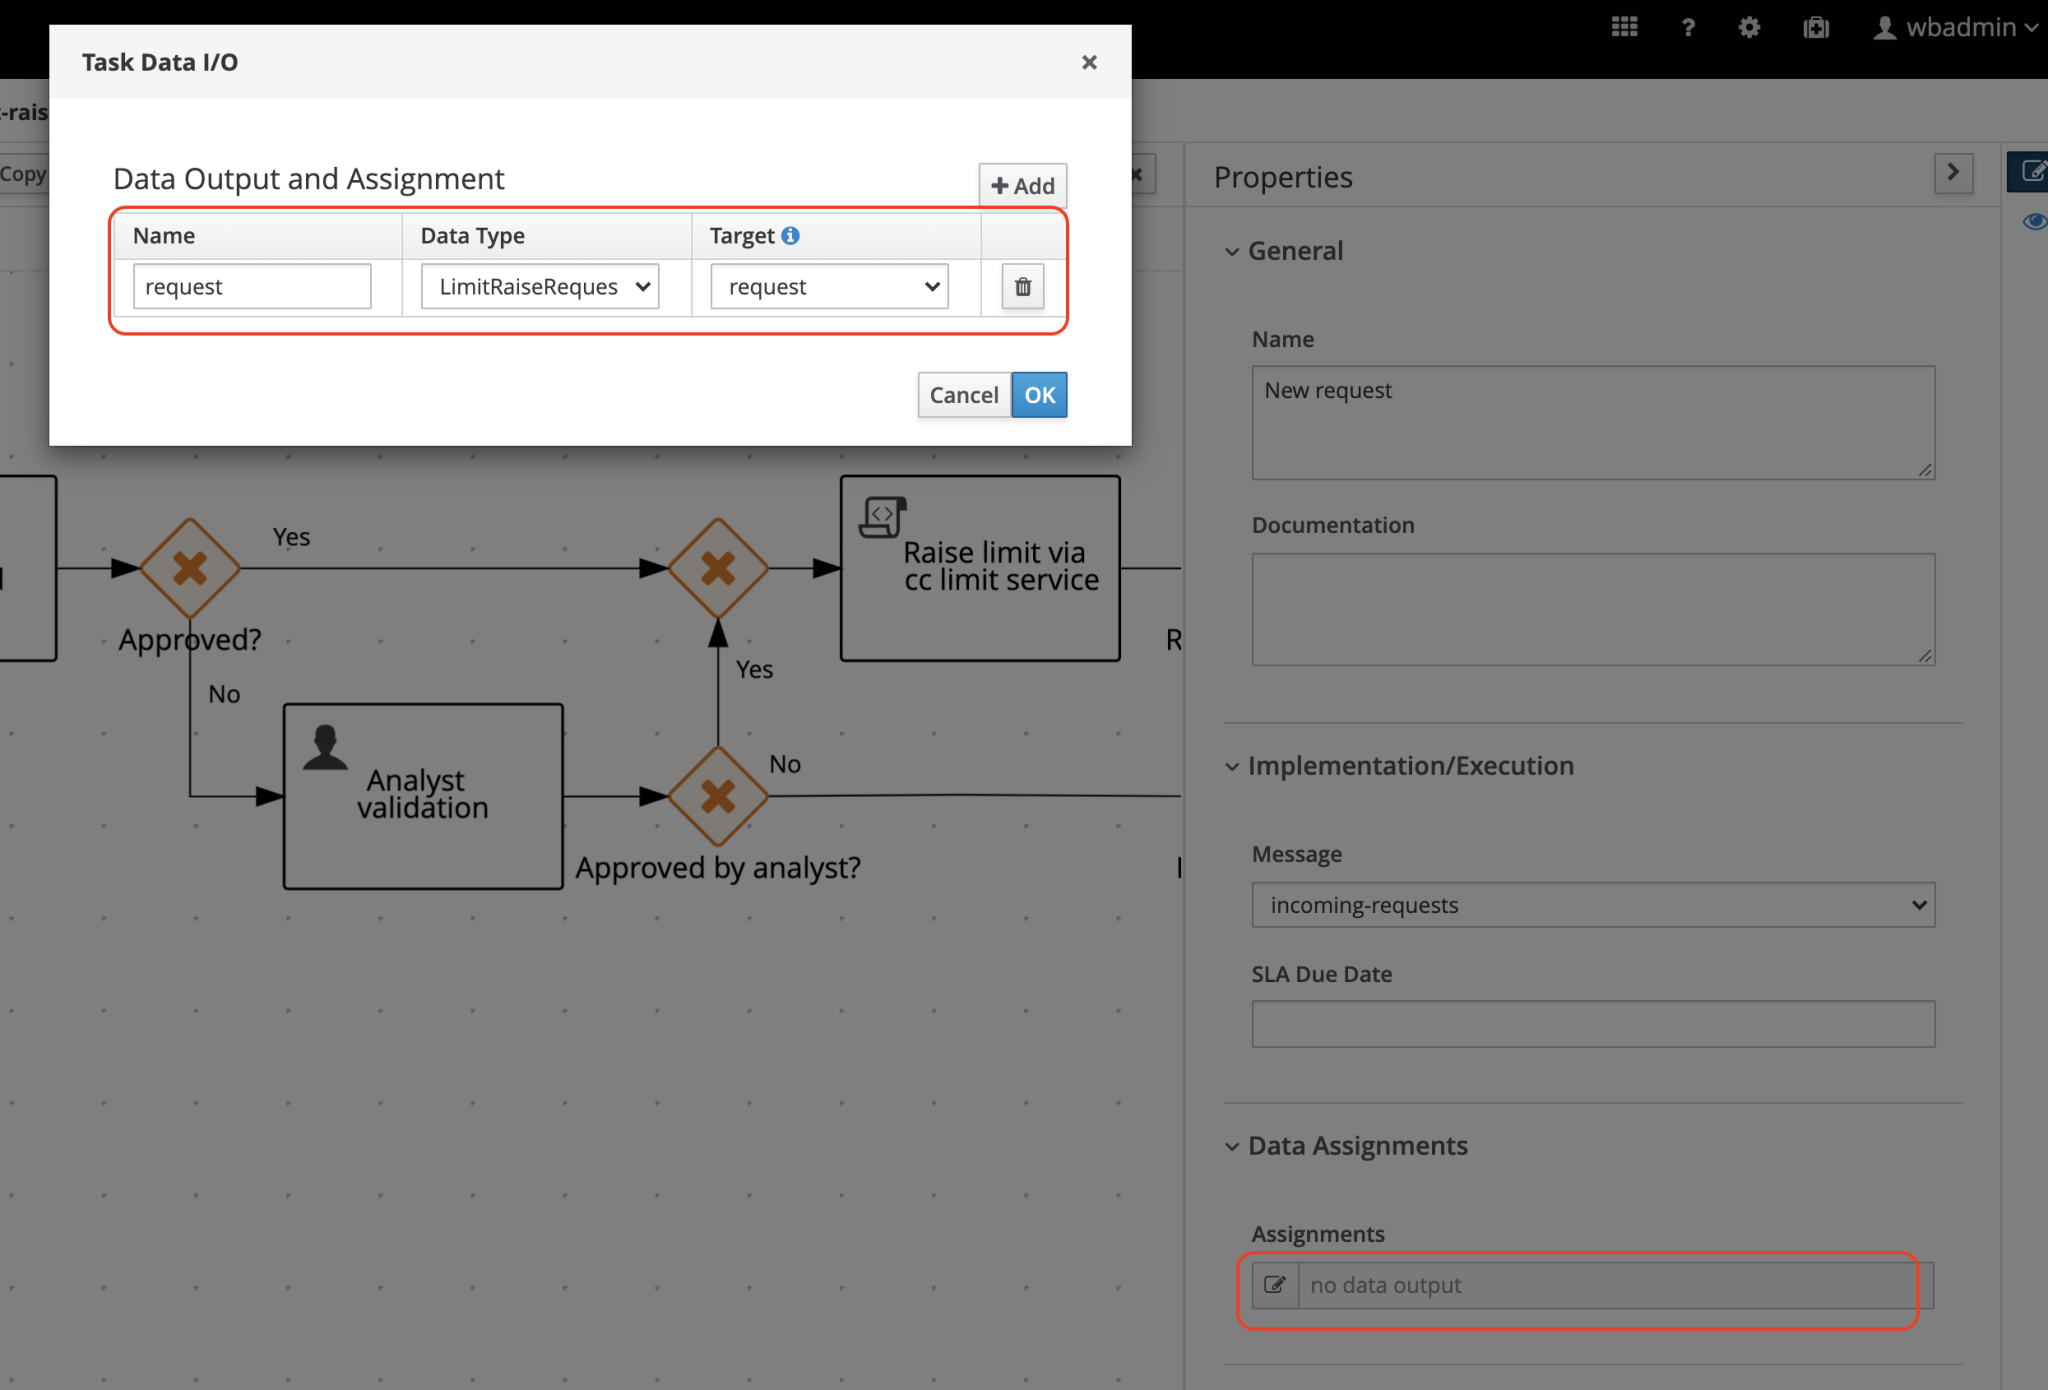 wbadmin
Task Data I/O
-rais
Copy
Data Output and Assignment
Add
Name
Data Type
Target
request
LimitRaiseReques
request
Cancel
OK
Properties
General
Name
New request
Documentation
Implementation/Execution
Message
incoming-requests
SLA Due Date
Data Assignments
Assignments
no data output
Yes
Approved?
No
Raise limit via
cc limit service
R
Yes
Analyst
validation
No
Approved by analyst?